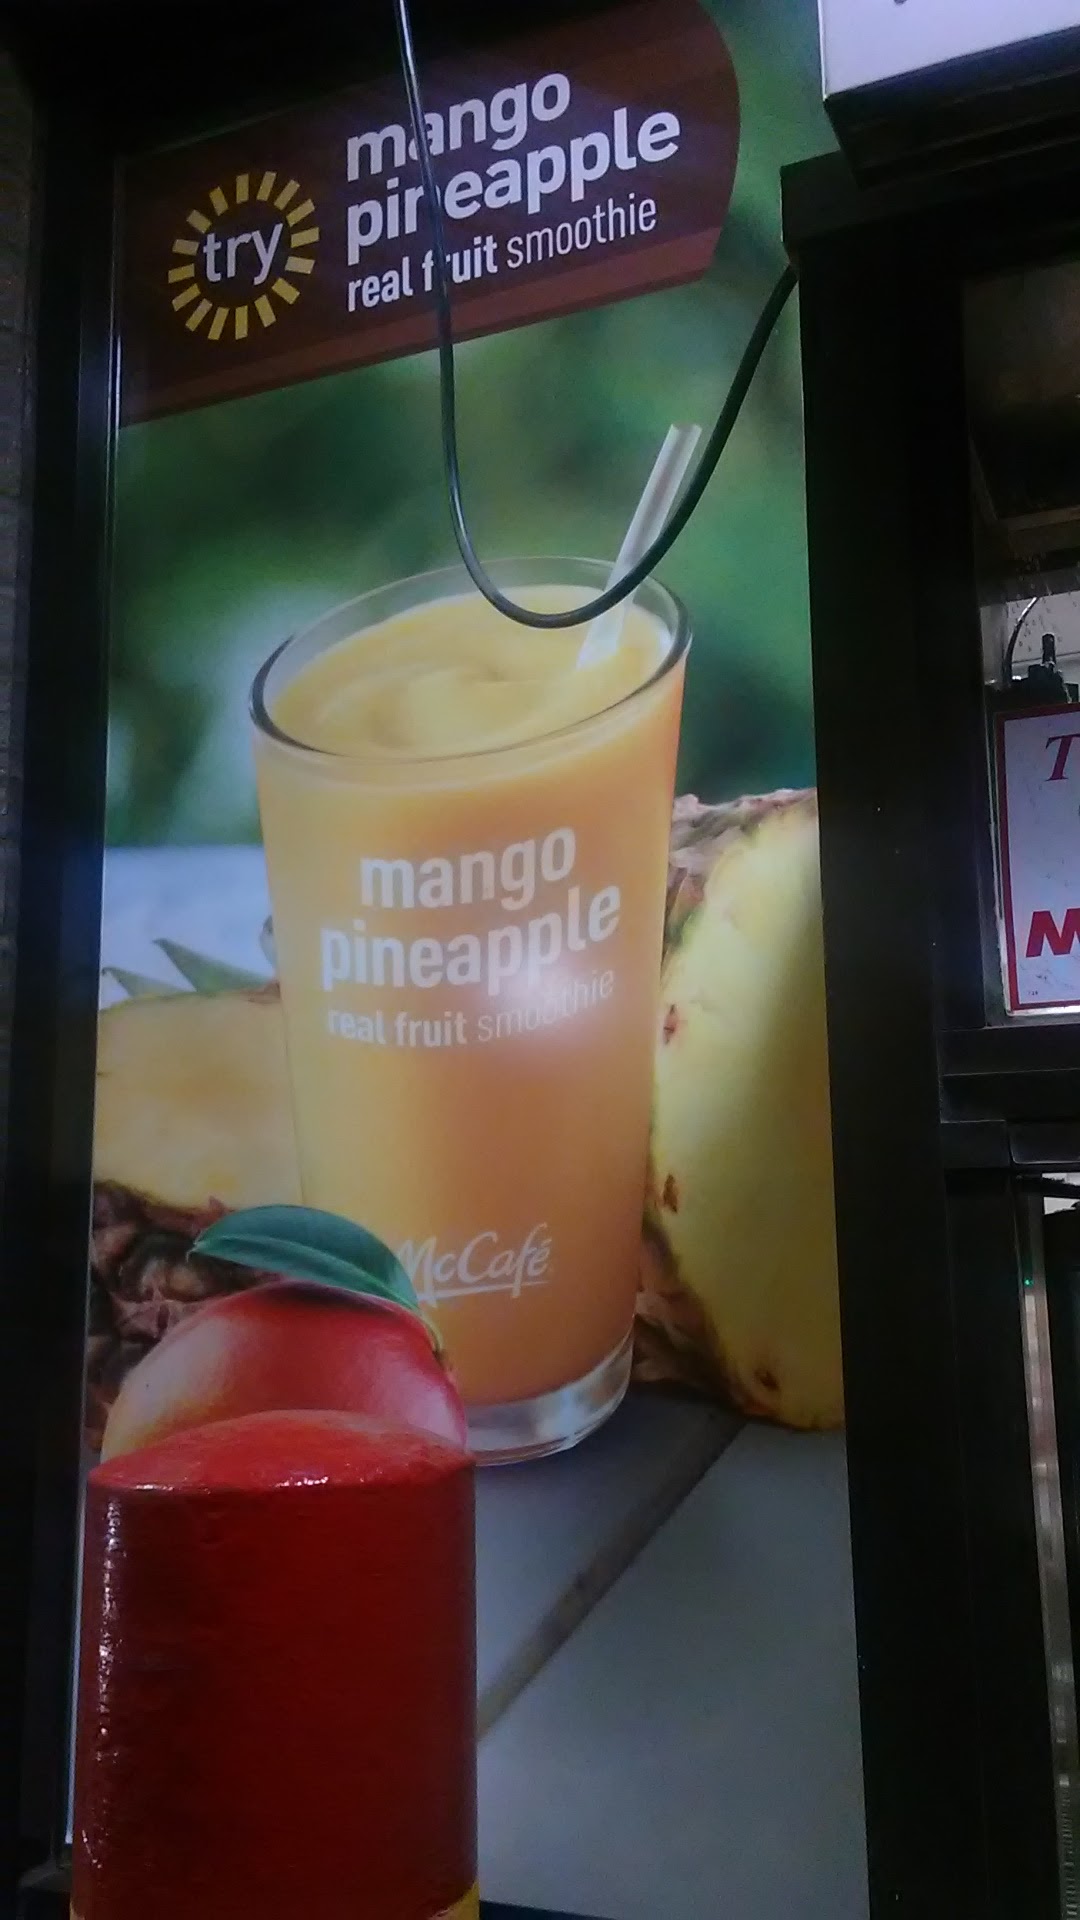 try
mango
pineapple
real fruit smoothie
mango
pineapple
real fruit smoothie
McCafé
T
M